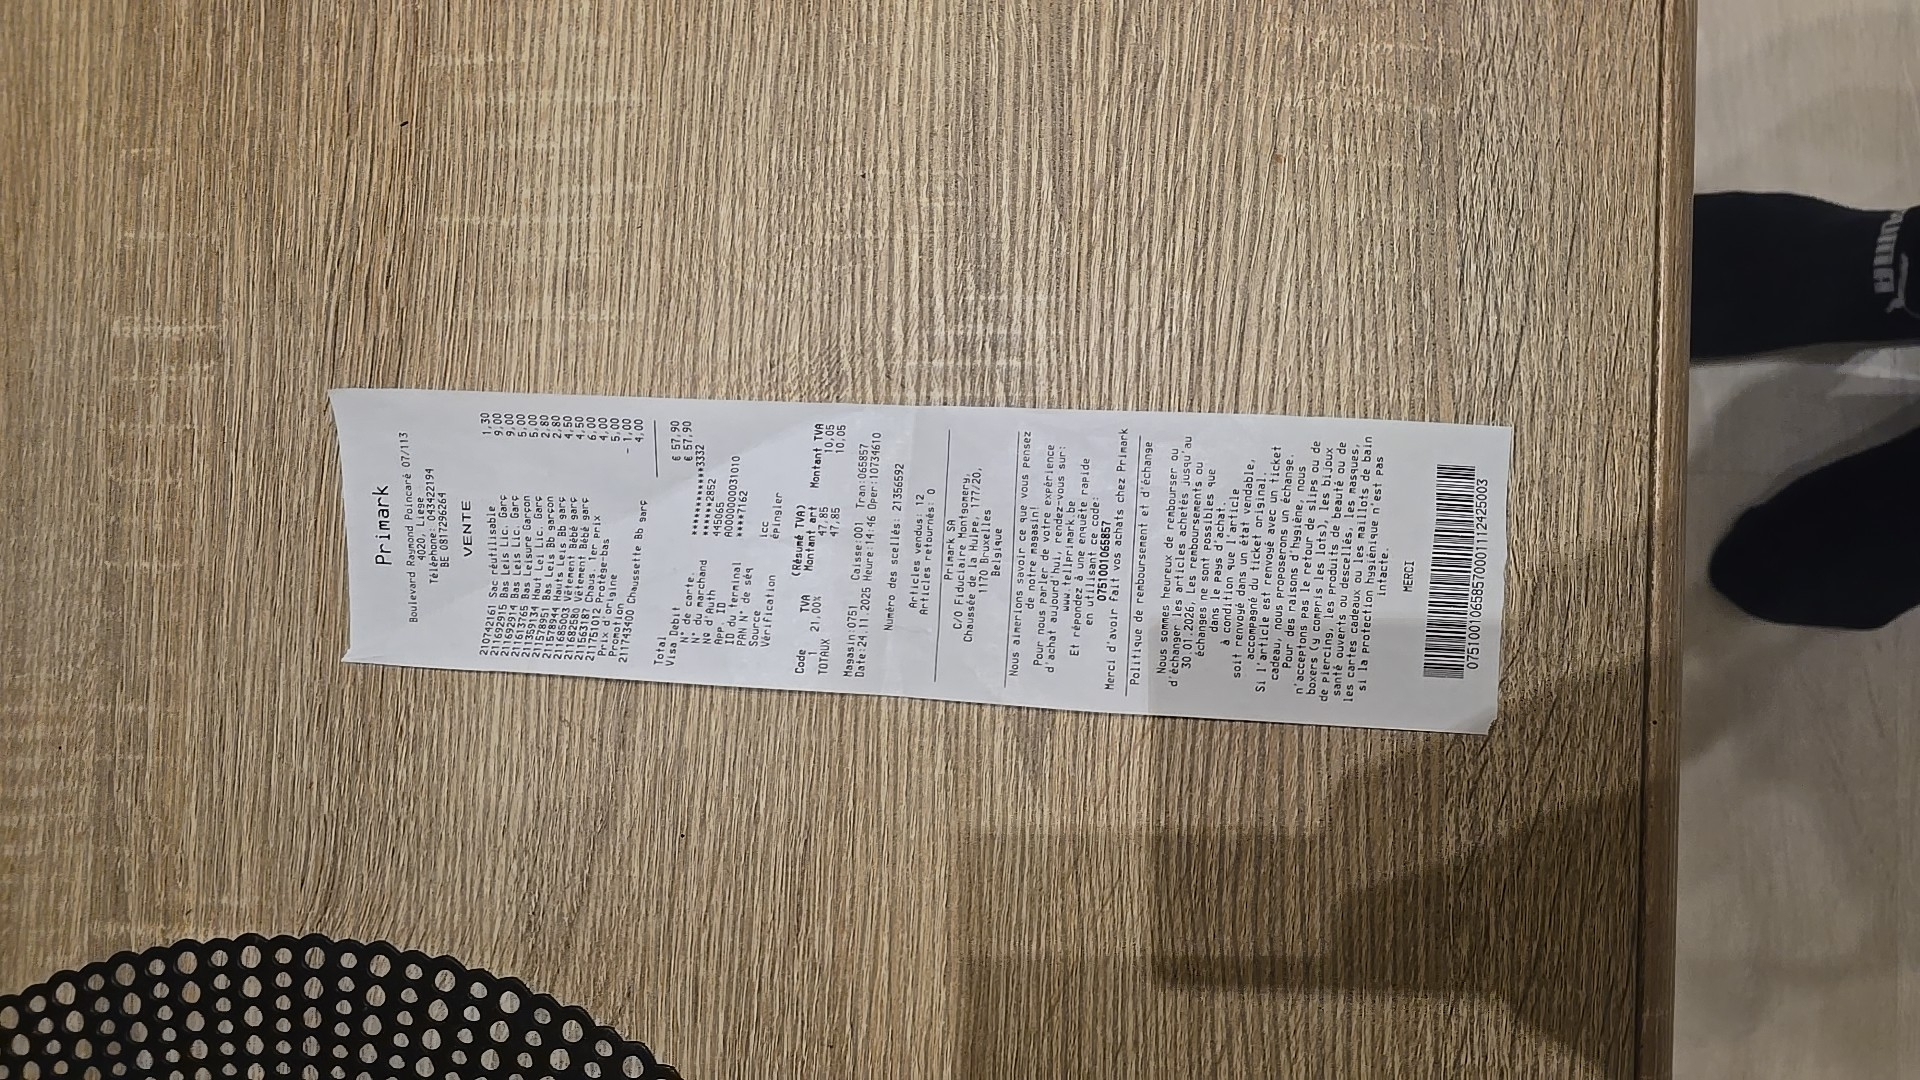 Primark
Boulevard Raymond Poincaré 07/113
4020, Liege
Téléphone: 043422194
BE 0817296264
VENTE
210742161 Sac réutilisable 1,30
211692915 Bas Leis Lic. Garç 9,00
211692914 Bas Leis Lic. Garç 9,00
211613765 Bas Leisure Garçon 5,00
211359134 Haut Lei Lic. Garç 5,00
211578951 Bas Leis Bb garçon 2,80
211578944 Hauts Leis Bb garç 2,80
211685003 Vêtement Bébé garç 4,50
211682580 Vêtement Bébé garç 4,50
211563187 Chaus. 1er Prix 6,00
211751012 Protège-bas 4,00
Prix d'origine 5,00
Promotion - 1,00
211743400 Chaussette Bb garç 4,00
Total € 57,90
Visa Debit € 57,90
N° de carte. ************3332
N° du marchand *****2852
Nº d'Auth 445065
App. ID A0000000031010
ID du terminal ****7162
PAN N° de séq
Source icc
Vérification épingler
(Résumé TVA)
Code TVA Montant art Montant TVA
1 21,00% 47,85 10,05
TOTAUX 47,85 10,05
Magasin:0751 Caisse:001 Tran:065857
Date:24.11.2025 Heure:14:46 Oper:10734610
Numéro des scellés: 21356592
Articles vendus: 12
Articles retournés: 0
Primark SA
C/O Fiduciaire Montgomery,
Chaussée de la Hulpe, 177/20,
1170 Bruxelles
Belgique
Nous aimerions savoir ce que vous pensez
de notre magasin!
Pour nous parler de votre expérience
d'achat aujourd'hui, rendez-vous sur:
www.tellprimark.be
Et répondez à une enquête rapide
en utilisant ce code:
0751001065857
Merci d'avoir fait vos achats chez Primark
Politique de remboursement et d'échange
Nous sommes heureux de rembourser ou
d'échanger les articles achetés jusqu'au
30.01.2026, Les remboursements ou
échanges ne sont possibles que
dans le pays d'achat.
à condition que l'article
soit renvoyé dans un état vendable,
accompagné du ticket original.
Si l'article est renvoyé avec un ticket
cadeau, nous proposerons un échange.
Pour des raisons d'hygiène, nous
n'acceptons pas le retour de slips ou de
boxers (y compris les lots), les bijoux
de piercing, les produits de beauté ou de
santé ouverts ou descellés, les masques,
les cartes cadeaux ou les maillots de bain
si la protection hygiénique n'est pas
intacte.
MERCI
07510010658570001112425003
PUMA